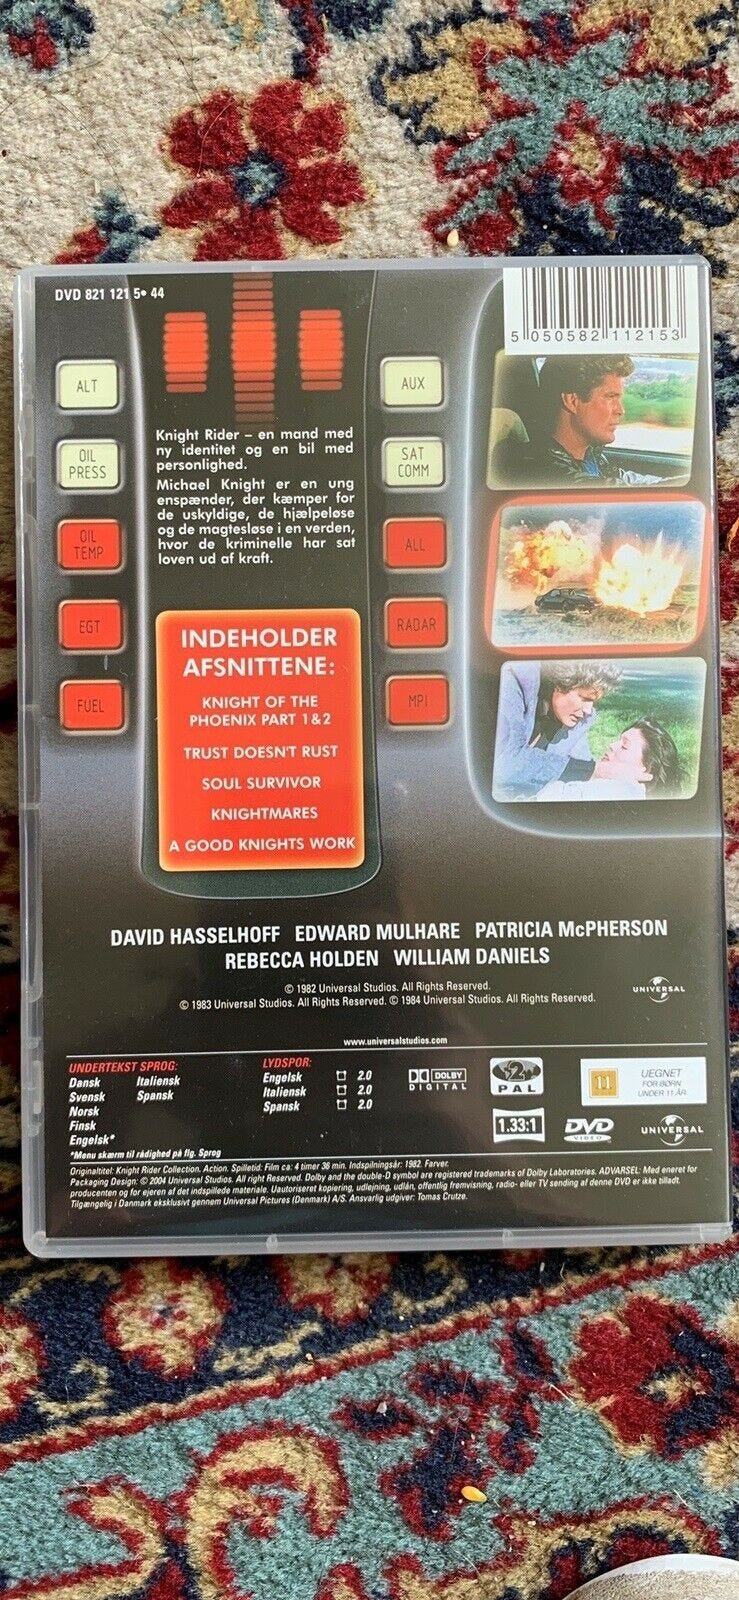 DVD 821 121 5• 44
5 050582 112153
ALT
AUX
OIL
PRESS
SAT
COMM
OIL
TEMP
ALL
EGT
RADAR
FUEL
MPI
Knight Rider – en mand med
ny identitet og en bil med
personlighed.
Michael Knight er en ung
enspænder, der kæmper for
de uskyldige, de hjælpeløse
og de magtesløse i en verden,
hvor de kriminelle har sat
loven ud af kraft.
INDEHOLDER
AFSNITTENE:
KNIGHT OF THE
PHOENIX PART 1&2
TRUST DOESN'T RUST
SOUL SURVIVOR
KNIGHTMARES
A GOOD KNIGHTS WORK
DAVID HASSELHOFF EDWARD MULHARE PATRICIA McPHERSON
REBECCA HOLDEN WILLIAM DANIELS
© 1982 Universal Studios. All Rights Reserved.
© 1983 Universal Studios. All Rights Reserved. © 1984 Universal Studios. All Rights Reserved.
UNIVERSAL
www.universalstudios.com
UNDERTEKST SPROG:
Dansk Italiensk
Svensk Spansk
Norsk
Finsk
Engelsk*
*Menu skærm til rådighed på flg. Sprog
LYDSPOR:
Engelsk 2.0
Italiensk 2.0
Spansk 2.0
DOLBY
DIGITAL
2
PAL
1.33:1
DVD
VIDEO
11
UEGNET
FOR BØRN
UNDER 11 ÅR
UNIVERSAL
Originaltitel: Knight Rider Collection. Action. Spilletid: Film ca: 4 timer 36 min. Indspilningsår: 1982. Farver.
Packaging Design: © 2004 Universal Studios. All right Reserved. Dolby and the double-D symbol are registered trademarks of Dolby Laboratories. ADVARSEL: Med eneret for
producenten og for ejeren af det indspillede materiale. Uautoriseret kopiering, udlejning, udlån, offentlig fremvisning, radio- eller TV sending af denne DVD er ikke tilladt.
Tilgængelig i Danmark eksklusivt gennem Universal Pictures (Denmark) A/S. Ansvarlig udgiver: Tomas Crutze.